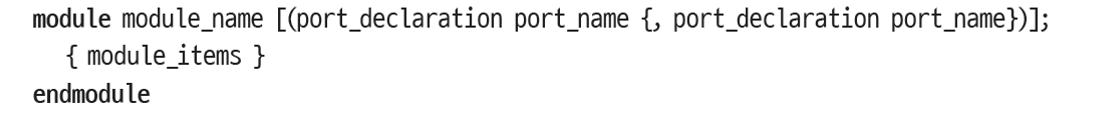 module module_name [(port_declaration port_name {, port_declaration port_name})];
{ module_items }
endmodule